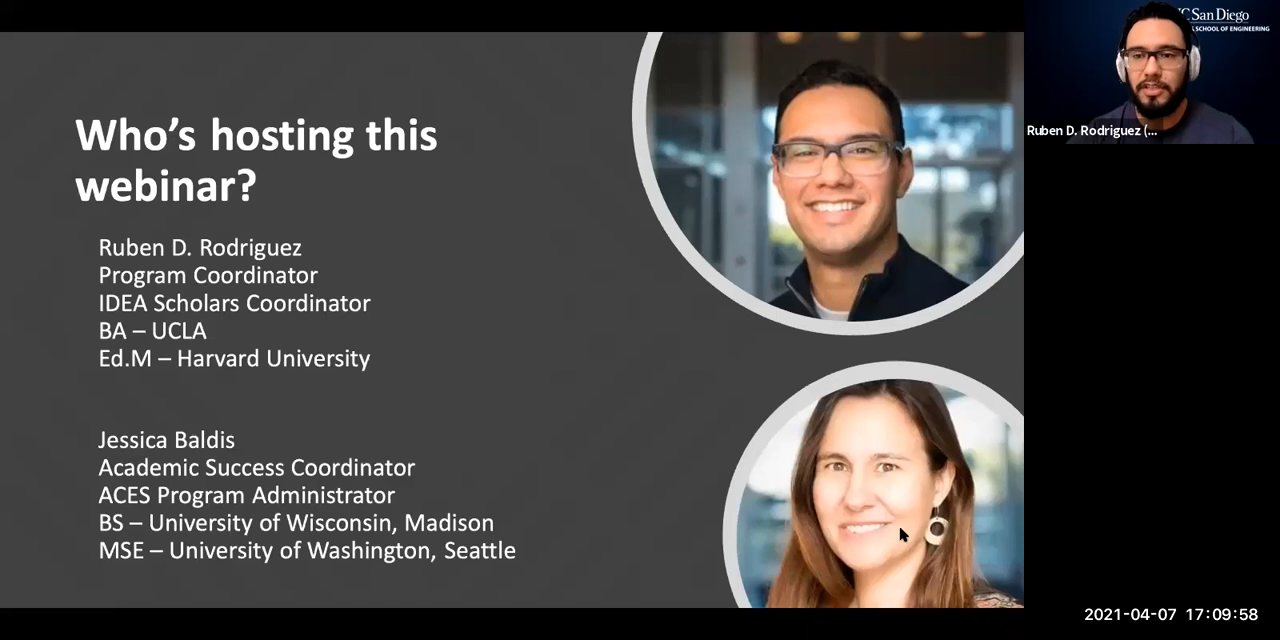 Who's hosting this
webinar?
Ruben D. Rodriguez
Program Coordinator
IDEA Scholars Coordinator
BA – UCLA
Ed.M – Harvard University
Jessica Baldis
Academic Success Coordinator
ACES Program Administrator
BS – University of Wisconsin, Madison
MSE – University of Washington, Seattle
C San Diego
SCHOOL OF ENGINEERING
Ruben D. Rodriguez (...
2021-04-07 17:09:58